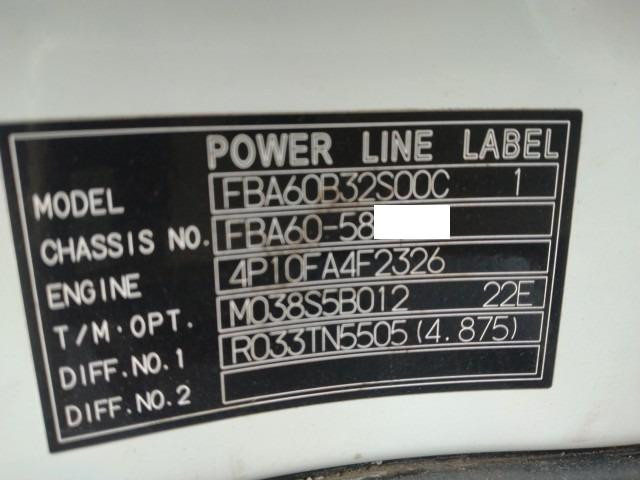 POWER LINE LABEL
MODEL FBA60B32S00C 1
CHASSIS NO. FBA60-58
ENGINE 4P10FA4F2326
T/M·OPT. M038S5B012 22E
DIFF.NO.1 R033TN5505(4.875)
DIFF.NO.2